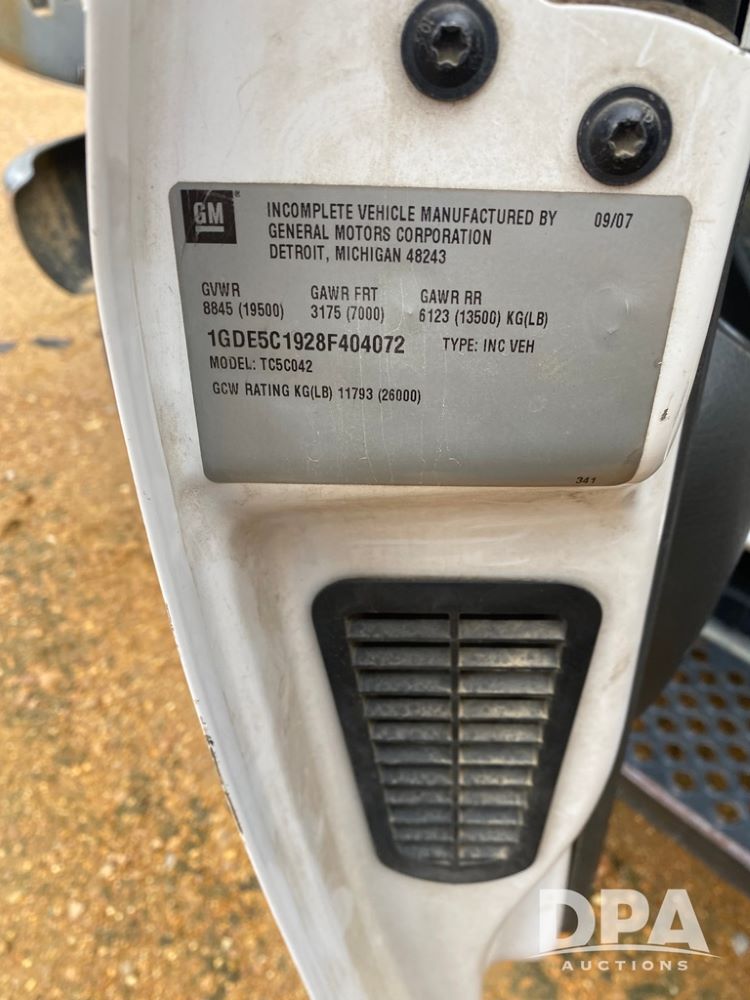 GM® INCOMPLETE VEHICLE MANUFACTURED BY 09/07
GENERAL MOTORS CORPORATION
DETROIT, MICHIGAN 48243
GVWR GAWR FRT GAWR RR
8845 (19500) 3175 (7000) 6123 (13500) KG(LB)
1GDE5C1928F404072 TYPE: INC VEH
MODEL: TC5C042
GCW RATING KG(LB) 11793 (26000)
341
DPA
AUCTIONS